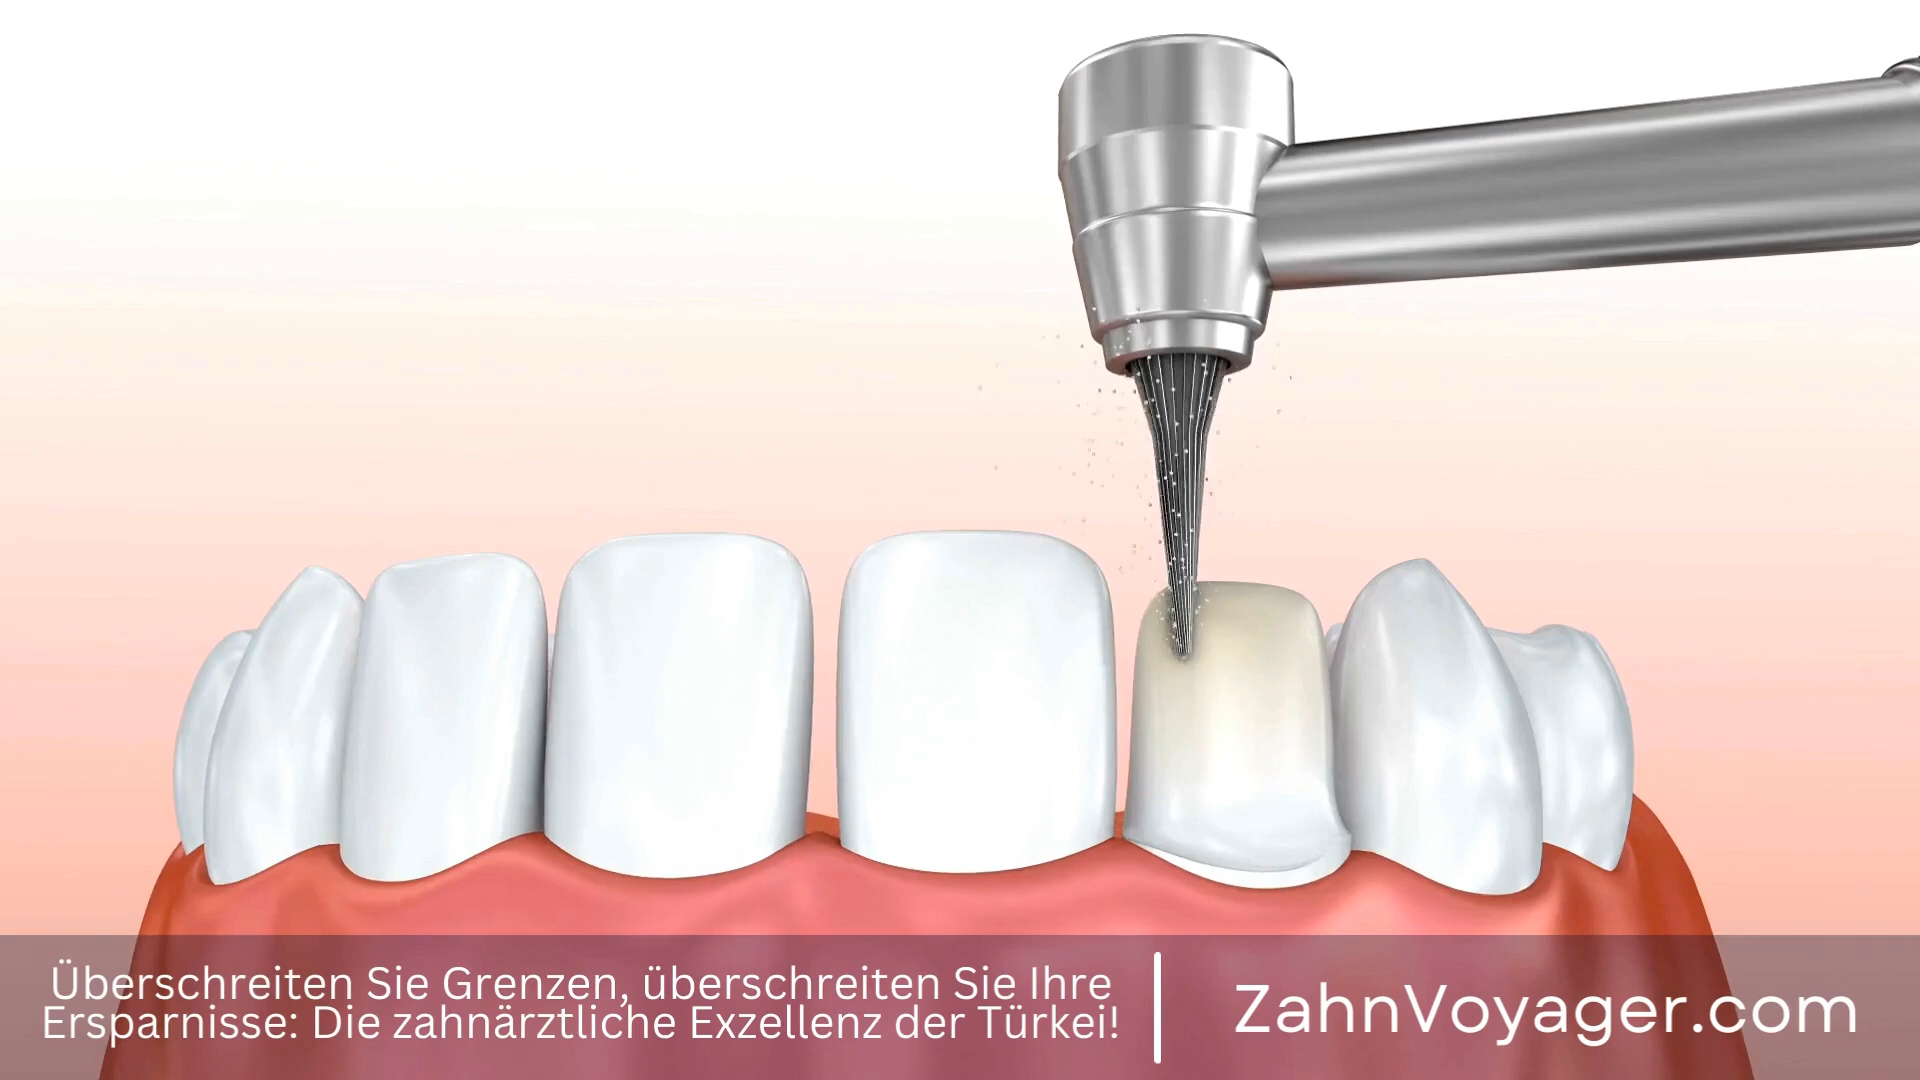 Überschreiten Sie Grenzen, überschreiten Sie Ihre
Ersparnisse: Die zahnärztliche Exzellenz der Türkei!
ZahnVoyager.com